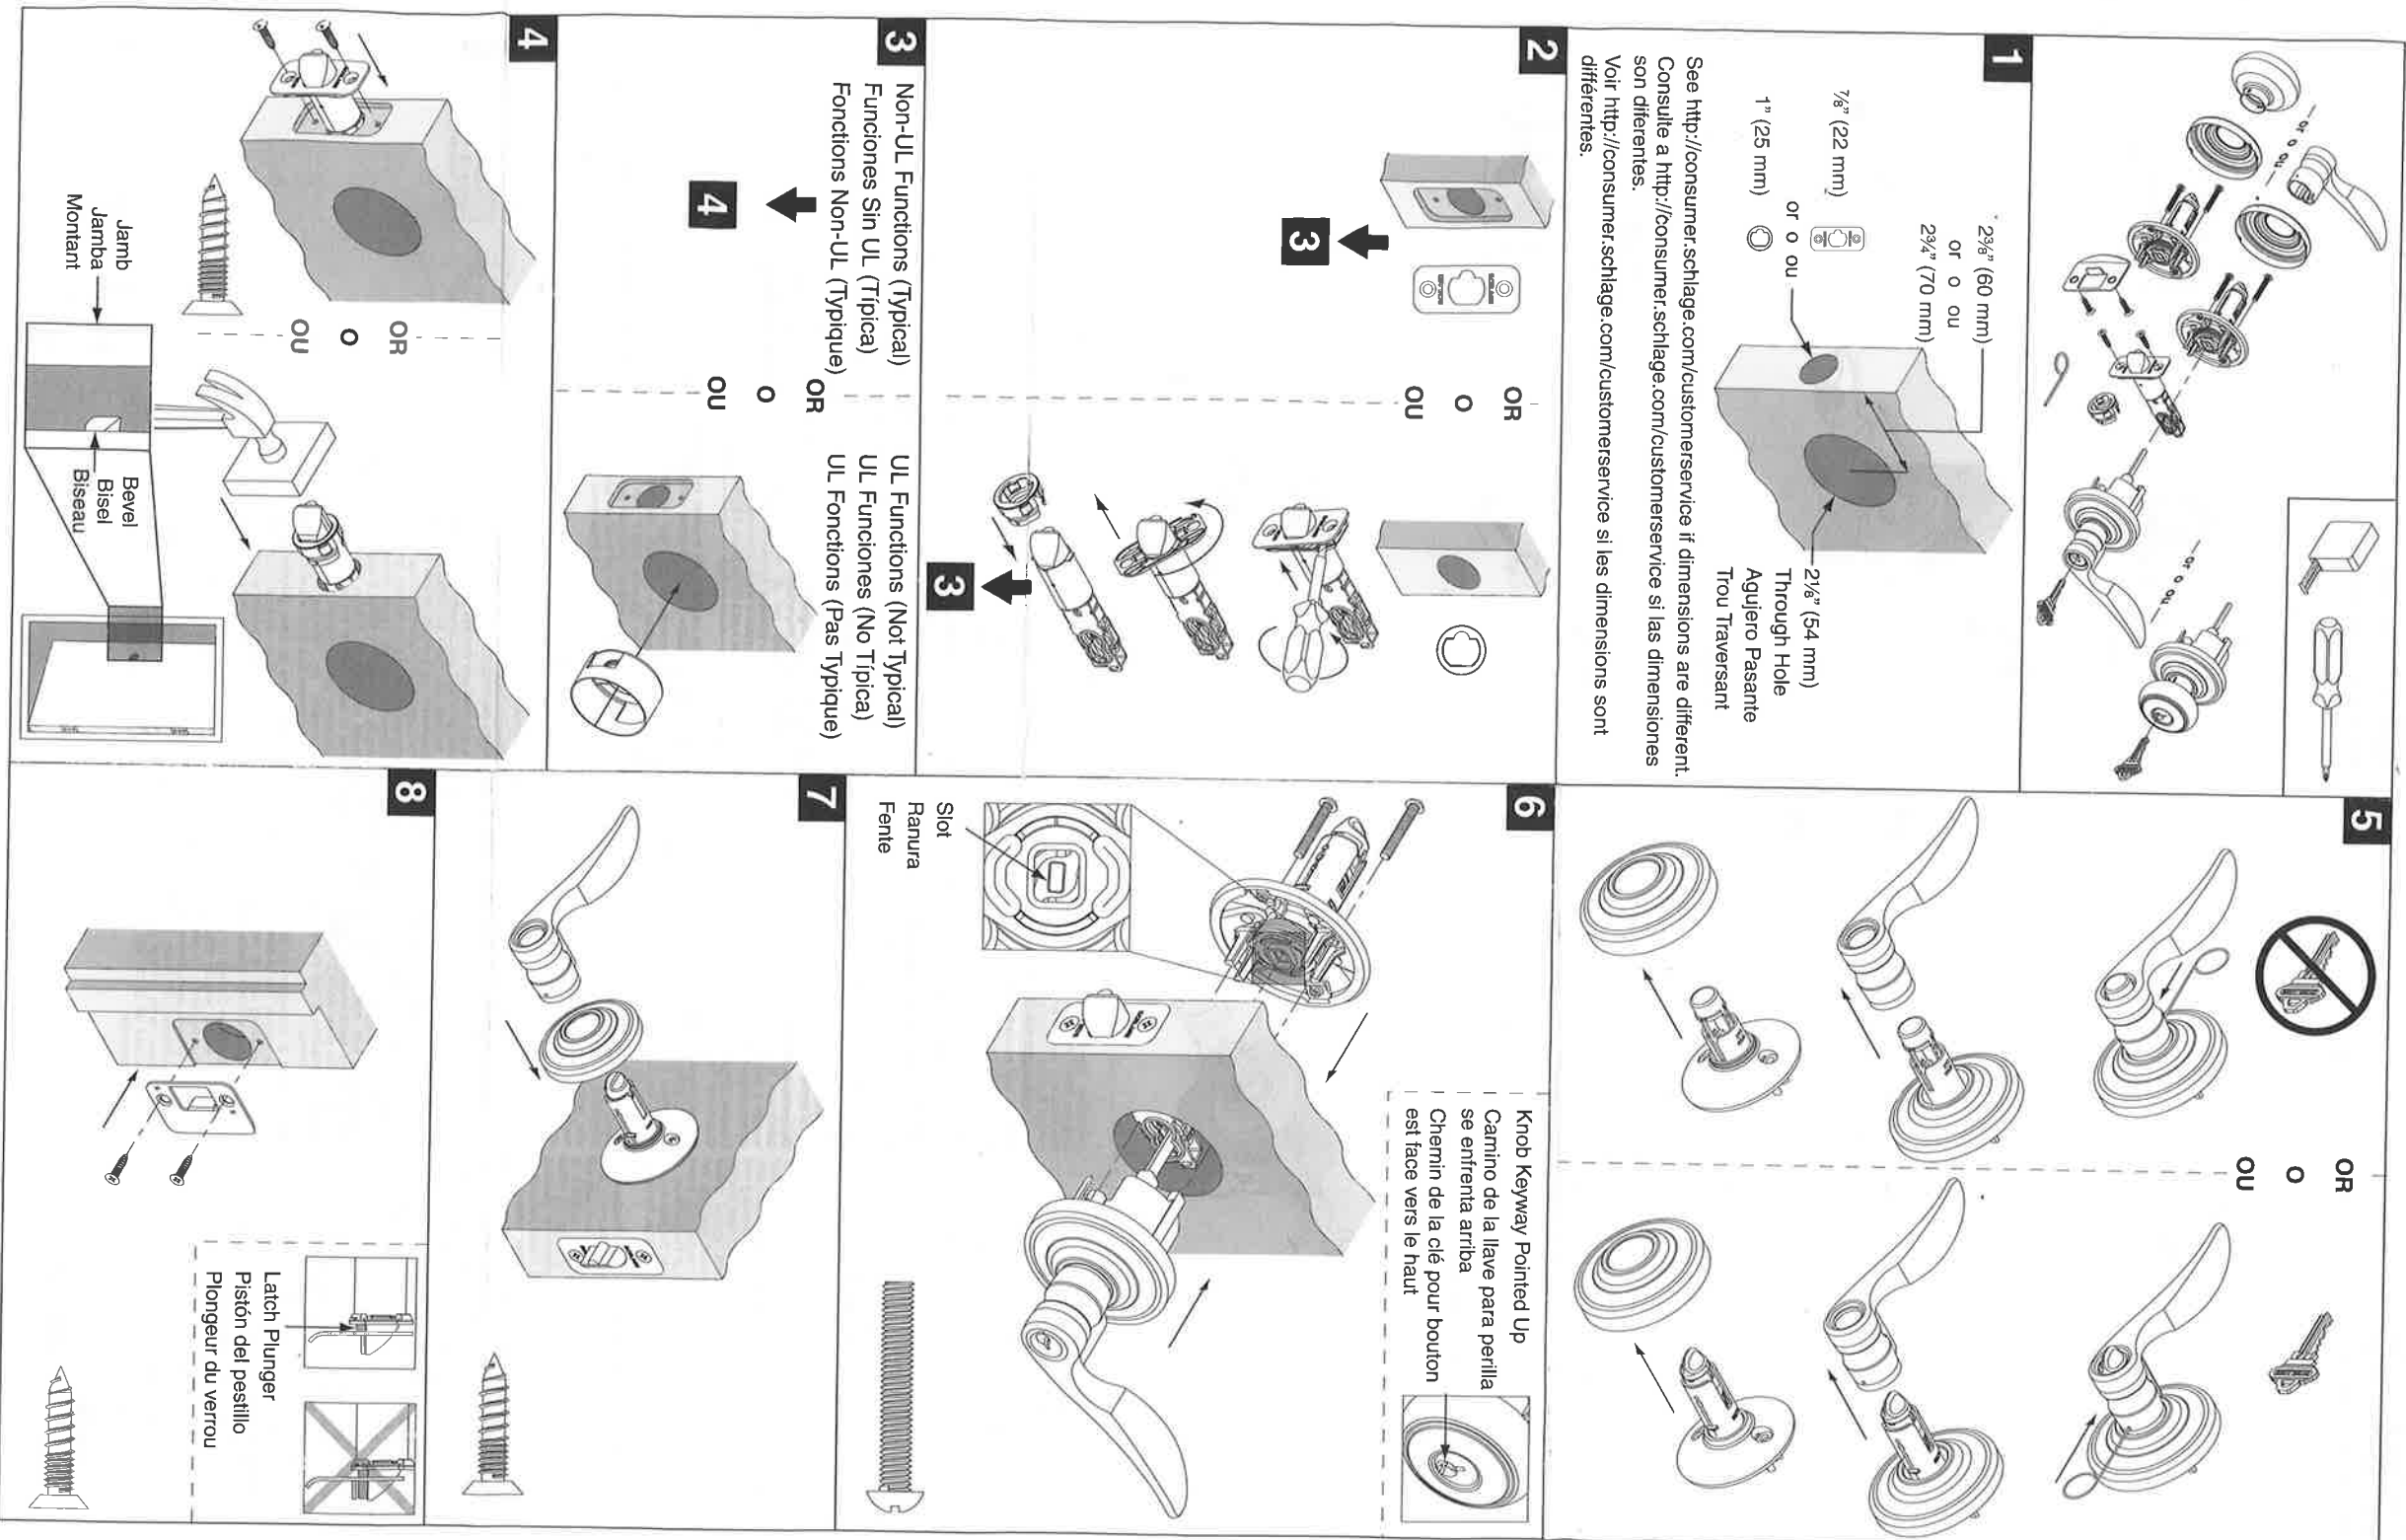 or o ou
or o ou
1
2⅜" (60 mm)
or o ou
2¾" (70 mm)
⅞" (22 mm)
or o ou
1" (25 mm)
2⅛" (54 mm)
Through Hole
Agujero Pasante
Trou Traversant
See http://consumer.schlage.com/customerservice if dimensions are different.
Consulte a http://consumer.schlage.com/customerservice si las dimensiones
son diferentes.
Voir http://consumer.schlage.com/customerservice si les dimensions sont
différentes.
2
OR
O
OU
3
3
3
Non-UL Functions (Typical)
Funciones Sin UL (Típica)
Fonctions Non-UL (Typique)
4
OR
O
OU
UL Functions (Not Typical)
UL Funciones (No Típica)
UL Fonctions (Pas Typique)
4
OR
O
OU
Jamb
Jamba
Montant
Bevel
Bisel
Biseau
5
OR
O
OU
6
Knob Keyway Pointed Up
Camino de la llave para perilla
se enfrenta arriba
Chemin de la clé pour bouton
est face vers le haut
Slot
Ranura
Fente
7
8
Latch Plunger
Pistón del pestillo
Plongeur du verrou